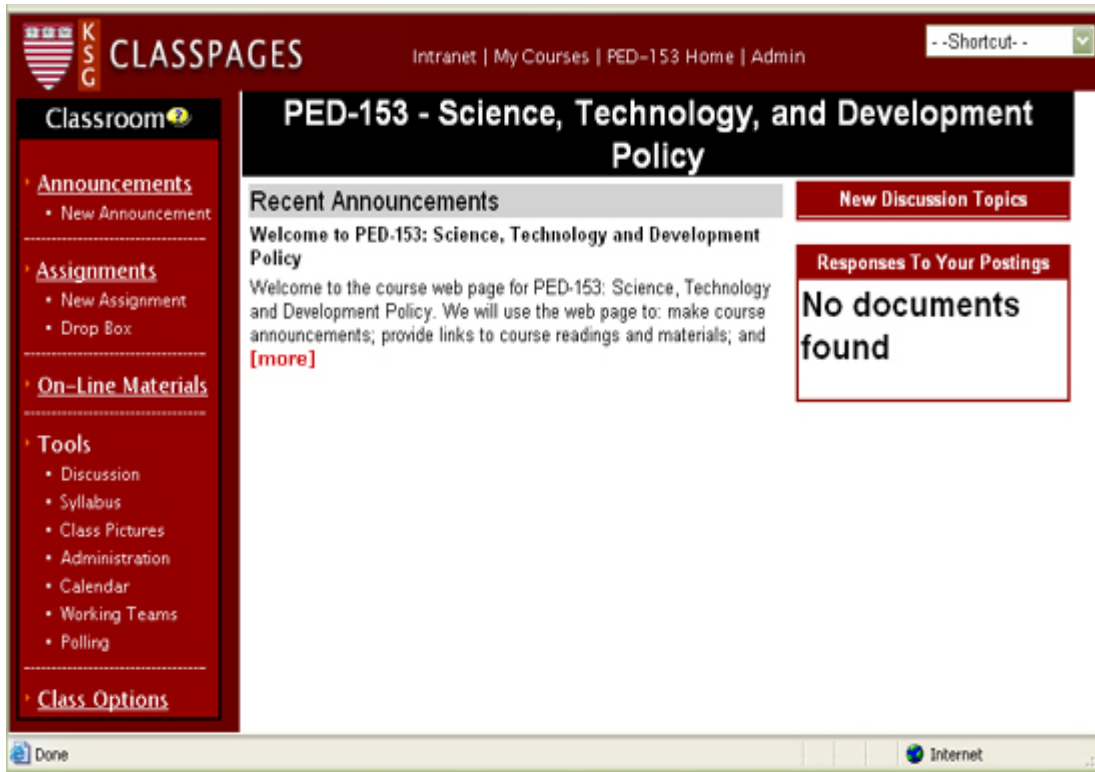 KSG CLASSPAGES
Intranet | My Courses | PED-153 Home | Admin
--Shortcut--
Classroom
Announcements
• New Announcement
Assignments
• New Assignment
• Drop Box
On-Line Materials
Tools
• Discussion
• Syllabus
• Class Pictures
• Administration
• Calendar
• Working Teams
• Polling
Class Options
PED-153 - Science, Technology, and Development
Policy
Recent Announcements
Welcome to PED-153: Science, Technology and Development
Policy
Welcome to the course web page for PED-153: Science, Technology
and Development Policy. We will use the web page to: make course
announcements; provide links to course readings and materials; and
[more]
New Discussion Topics
Responses To Your Postings
No documents
found
Done
Internet